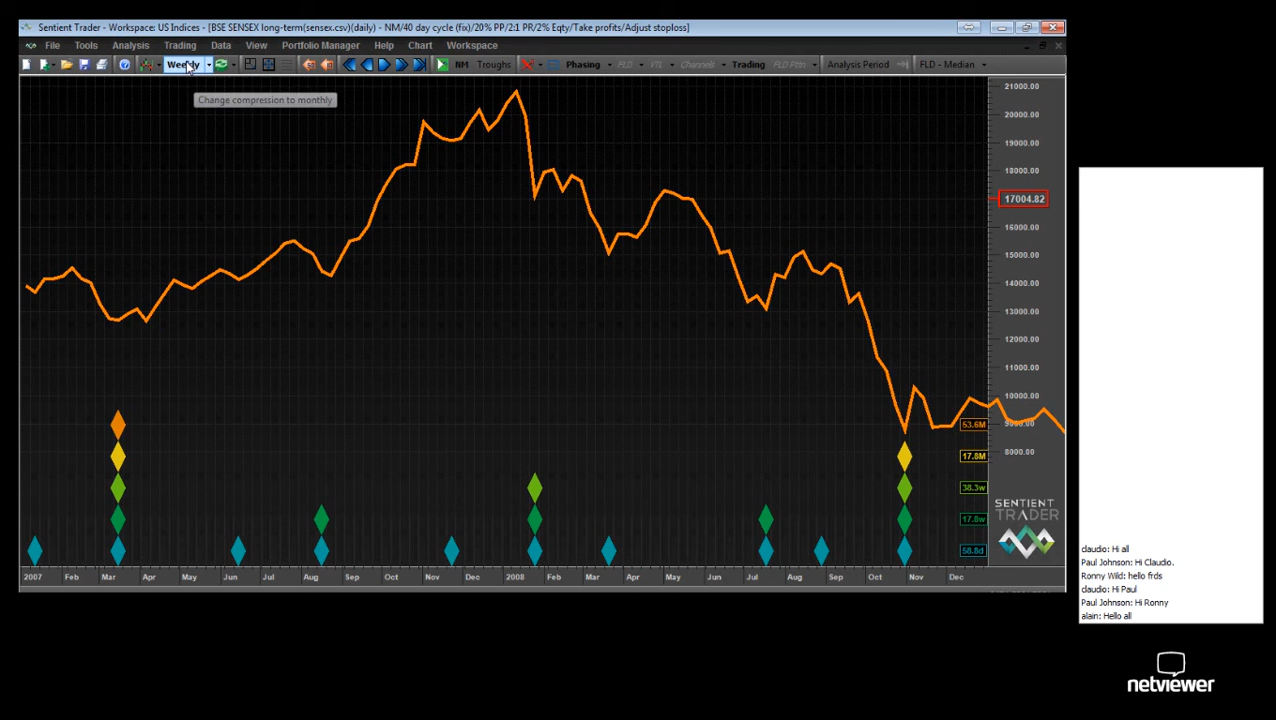 Sentient Trader - Workspace: US Indices - [BSE SENSEX long-term(sensex.csv)(daily) - NM/40 day cycle (fix)/20% PP/2:1 PR/2% Eqty/Take profits/Adjust stoploss]
File Tools Analysis Trading Data View Portfolio Manager Help Chart Workspace
Weekly NM Troughs Phasing FLD VTL Channels Trading FLD Pttn Analysis Period FLD - Median
Change compression to monthly
21000.00
20000.00
19000.00
18000.00
17004.82
16000.00
15000.00
14000.00
13000.00
12000.00
11000.00
10000.00
9000.00
8000.00
53.6M
17.8M
38.3w
17.8w
58.8d
SENTIENT
TRADER
2007 Feb Mar Apr May Jun Jul Aug Sep Oct Nov Dec 2008 Feb Mar Apr May Jun Jul Aug Sep Oct Nov Dec
claudio: Hi all
Paul Johnson: Hi Claudio.
Ronny Wild: hello frds
claudio: Hi Paul
Paul Johnson: Hi Ronny
alain: Hello all
netviewer